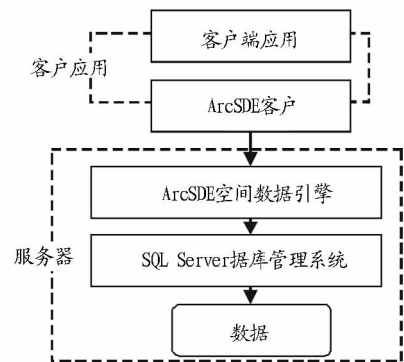 客户端应用
客户应用
ArcSDE客户
ArcSDE空间数据引擎
服务器
SQL Server据库管理系统
数据